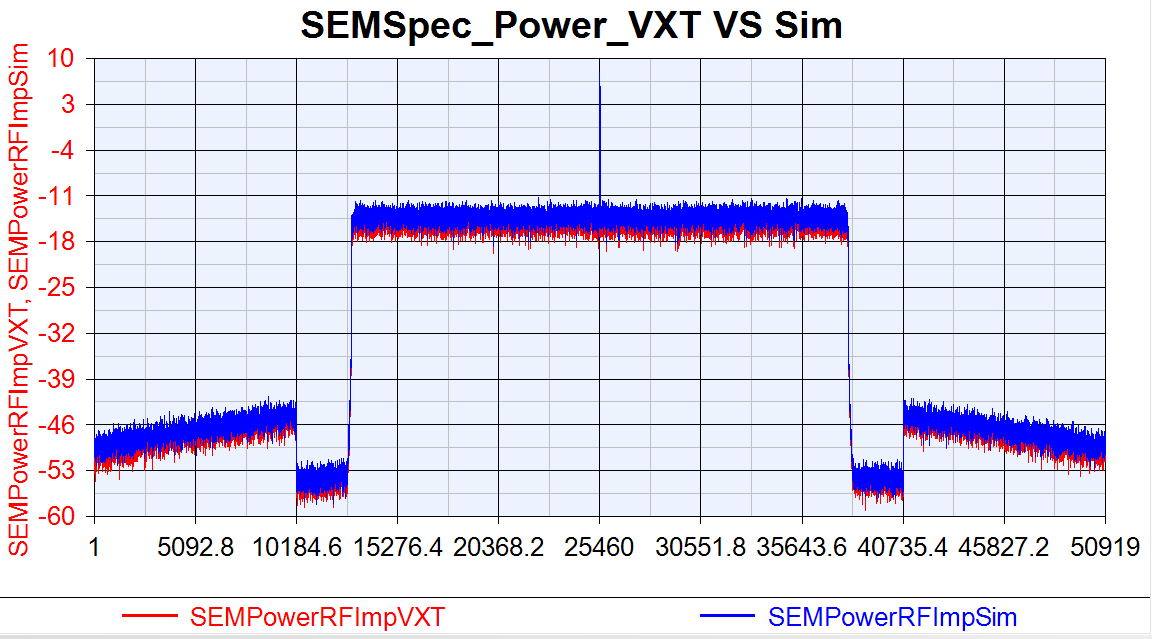 SEMSpec_Power_VXT VS Sim
SEMPowerRFImpVXT, SEMPowerRFImpSim
10
3
-4
-11
-18
-25
-32
-39
-46
-53
-60
1 5092.8 10184.6 15276.4 20368.2 25460 30551.8 35643.6 40735.4 45827.2 50919
SEMPowerRFImpVXT SEMPowerRFImpSim